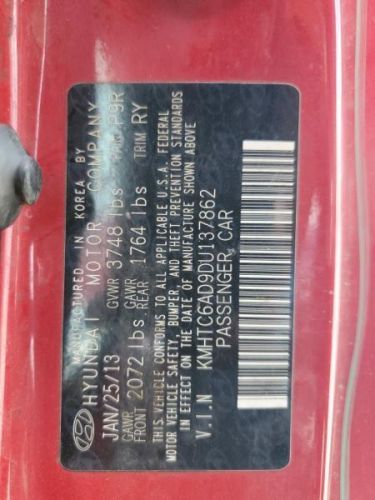 MANUFACTURED IN KOREA BY
HYUNDAI MOTOR COMPANY
JAN/25/13 GVWR 3748 lbs PNT P9R
GAWR FRONT 2072 lbs GAWR REAR 1764 lbs TRIM RY
THIS VEHICLE CONFORMS TO ALL APPLICABLE U.S.A. FEDERAL
MOTOR VEHICLE SAFETY, BUMPER, AND THEFT PREVENTION STANDARDS
IN EFFECT ON THE DATE OF MANUFACTURE SHOWN ABOVE
V.I.N KMHTC6AD9DU137862
PASSENGER CAR